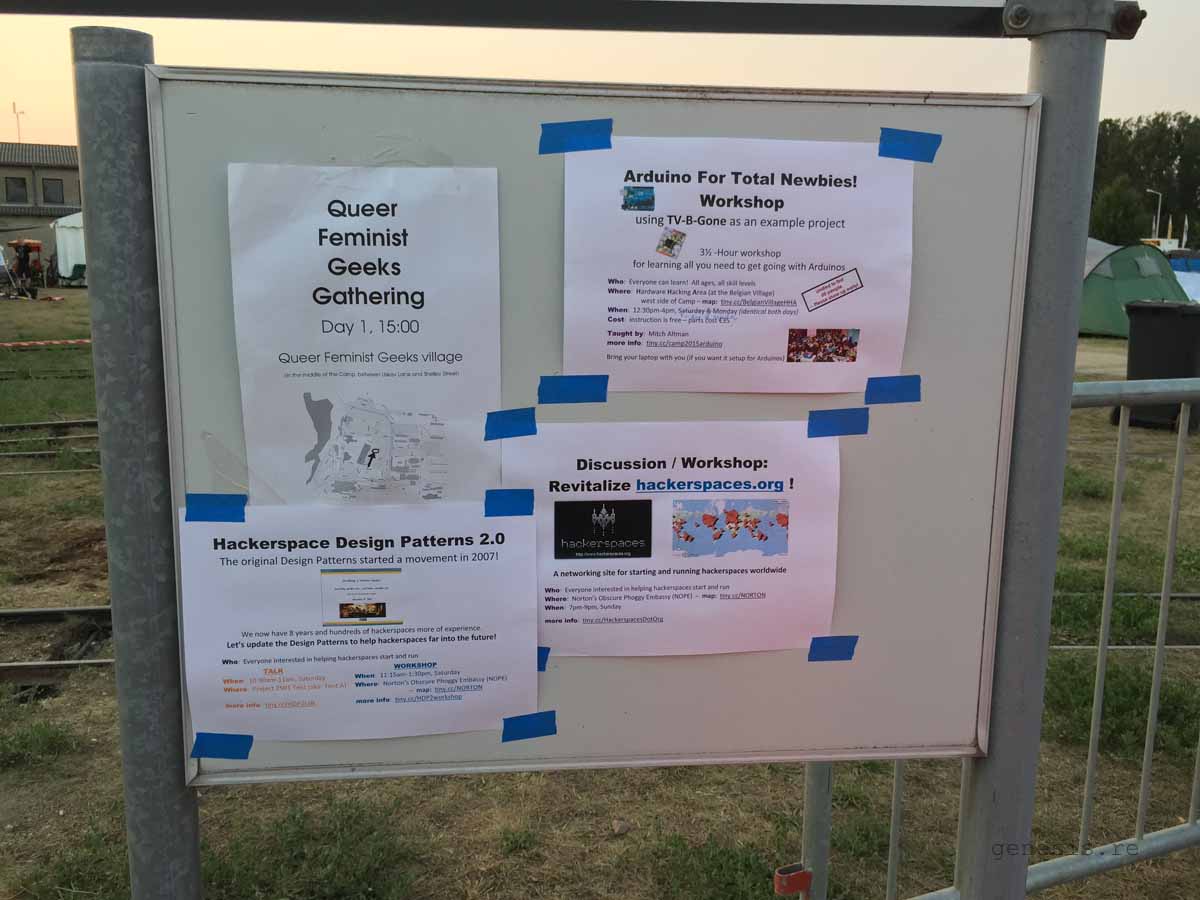 Queer
Feminist
Geeks
Gathering
Day 1, 15:00
Queer Feminist Geeks village
Arduino For Total Newbies!
Workshop
using TV-B-Gone as an example project
3½ -Hour workshop
for learning all you need to get going with Arduinos
Who: Everyone can learn! All ages, all skill levels
Where: Hardware Hacking Area (at the Belgian Village)
west side of Camp – map: tiny.cc/BelgianVillageHHA
When: 12:30pm-4pm, Saturday & Monday (identical both days)
Cost: instruction is free – parts cost €35
Taught by: Mitch Altman
more info: tiny.cc/camp2015arduino
Bring your laptop with you (if you want it setup for Arduinos)
Discussion / Workshop:
Revitalize hackerspaces.org !
hackerspaces
A networking site for starting and running hackerspaces worldwide
Who: Everyone interested in helping hackerspaces start and run
Where: Norton's Obscure Phoggy Embassy (NOPE) – map: tiny.cc/NORTON
When: 7pm-9pm, Sunday
more info: tiny.cc/HackerspacesDotOrg
Hackerspace Design Patterns 2.0
The original Design Patterns started a movement in 2007!
We now have 8 years and hundreds of hackerspaces more of experience.
Let's update the Design Patterns to help hackerspaces far into the future!
Who: Everyone interested in helping hackerspaces start and run
TALK
When: 10:30am-11am, Saturday
Where: Project 2501 Tent (aka: Tent A)
more info:
WORKSHOP
When: 11:15am-1:30pm, Saturday
Where: Norton's Obscure Phoggy Embassy (NOPE)
– map: tiny.cc/NORTON
more info: tiny.cc/HDP2workshop
genesis.re